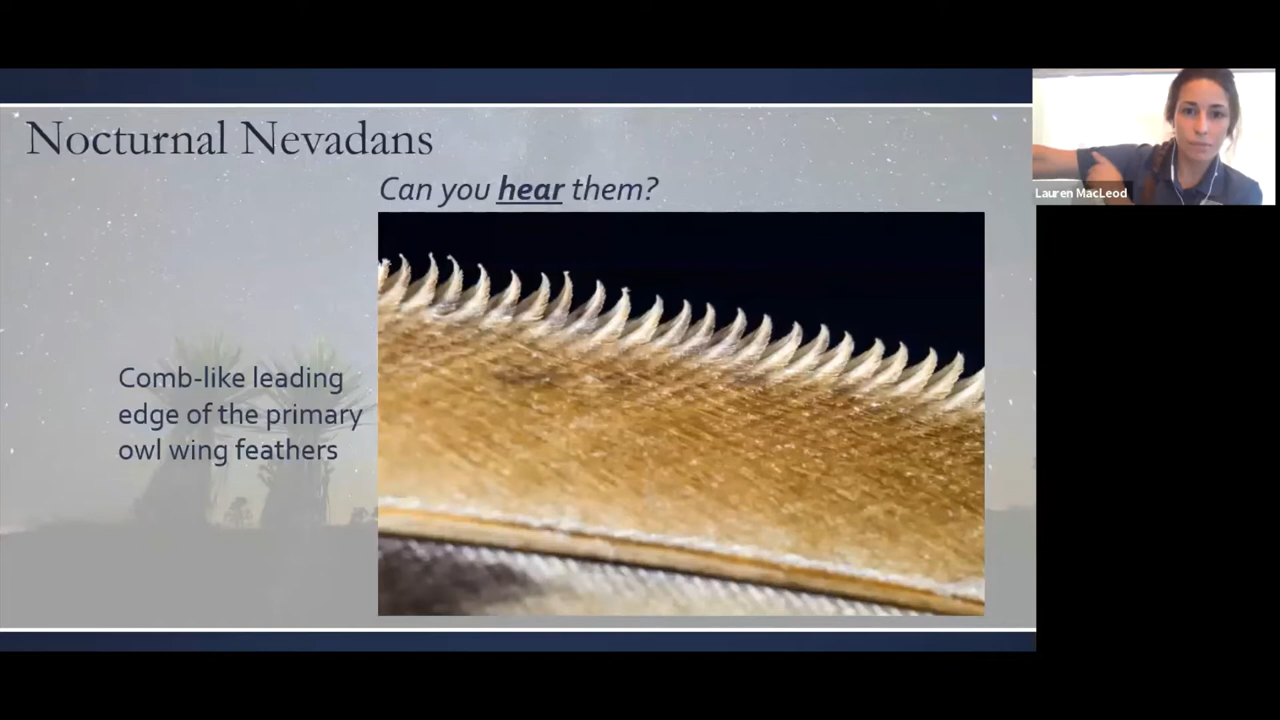 Nocturnal Nevadans
Can you hear them?
Comb-like leading
edge of the primary
owl wing feathers
Lauren MacLeod